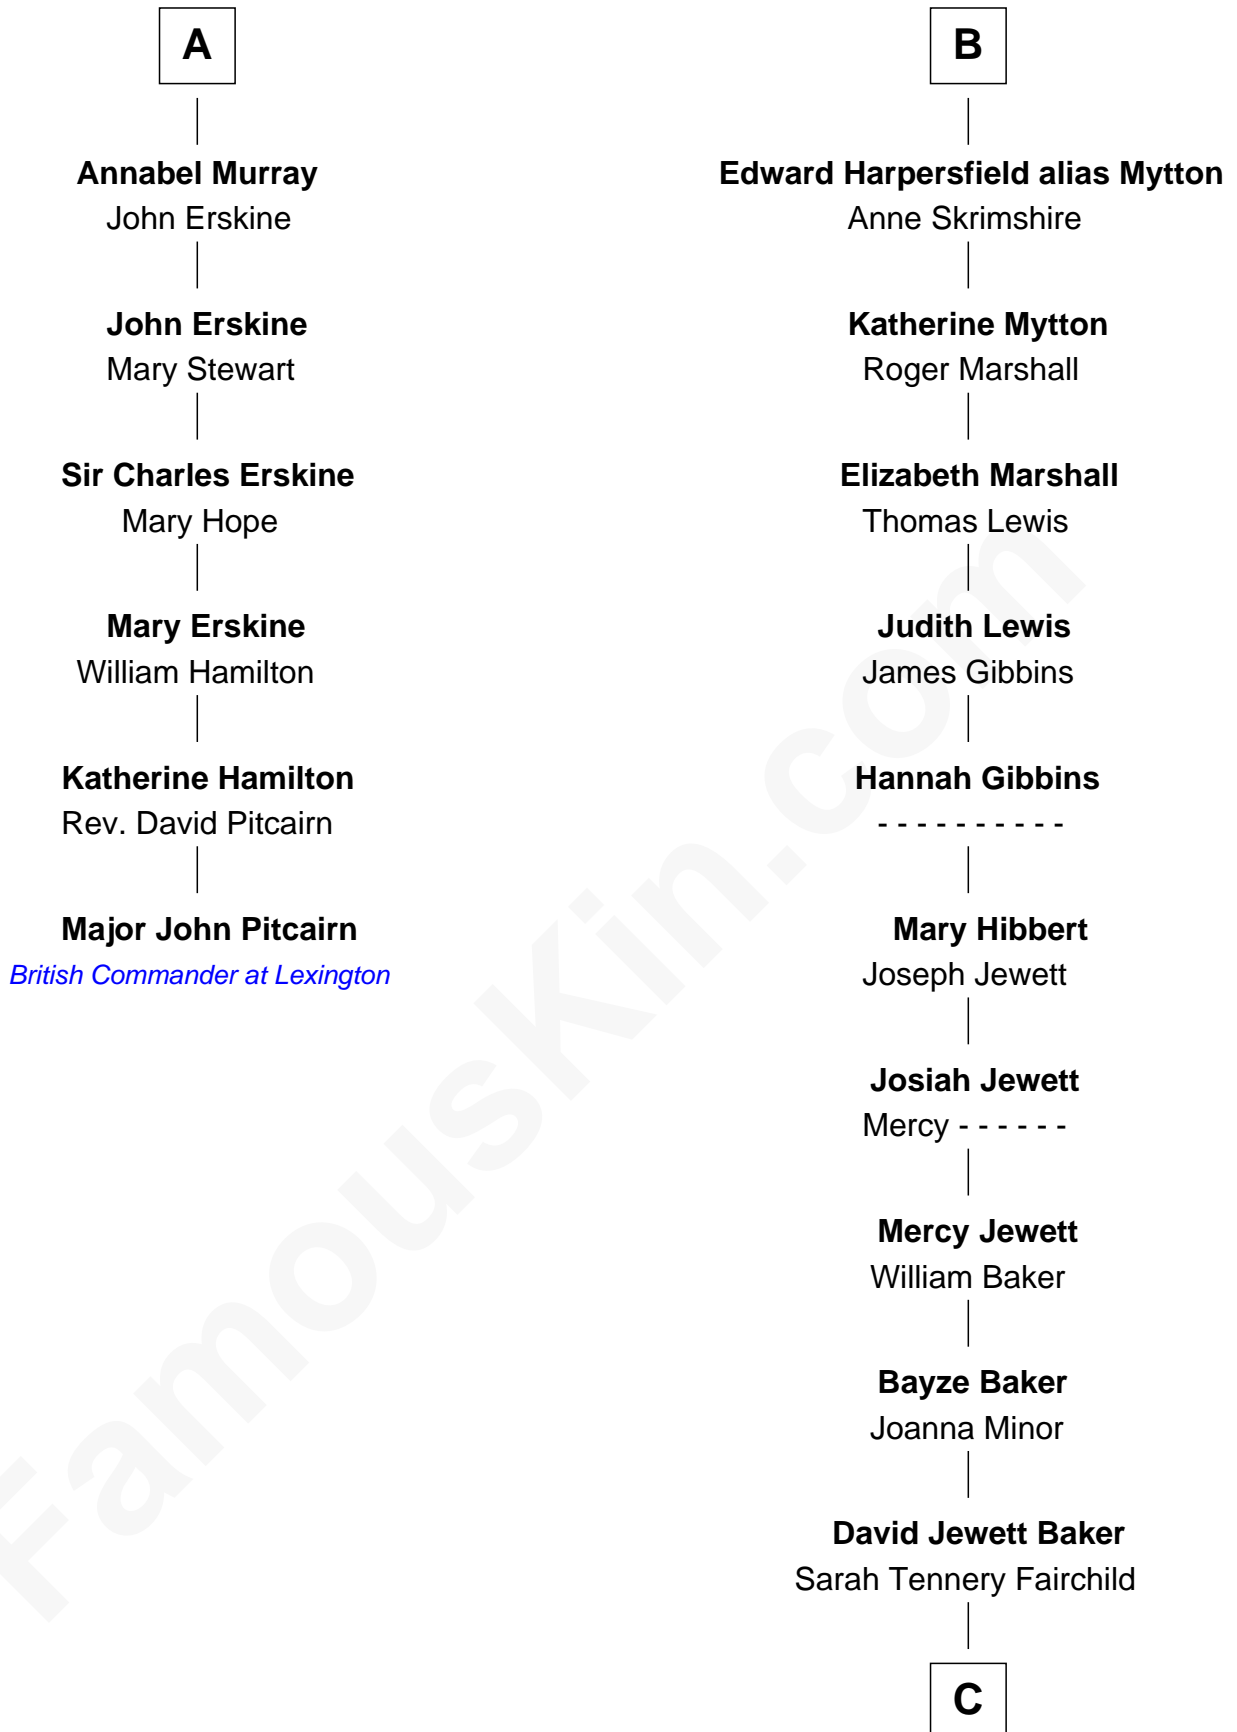 A
Annabel Murray
John Erskine
John Erskine
Mary Stewart
Sir Charles Erskine
Mary Hope
Mary Erskine
William Hamilton
Katherine Hamilton
Rev. David Pitcairn
Major John Pitcairn
British Commander at Lexington
B
Edward Harpersfield alias Mytton
Anne Skrimshire
Katherine Mytton
Roger Marshall
Elizabeth Marshall
Thomas Lewis
Judith Lewis
James Gibbins
Hannah Gibbins
- - - - - - - - - -
Mary Hibbert
Joseph Jewett
Josiah Jewett
Mercy - - - - - -
Mercy Jewett
William Baker
Bayze Baker
Joanna Minor
David Jewett Baker
Sarah Tennery Fairchild
C
FamousKin.com